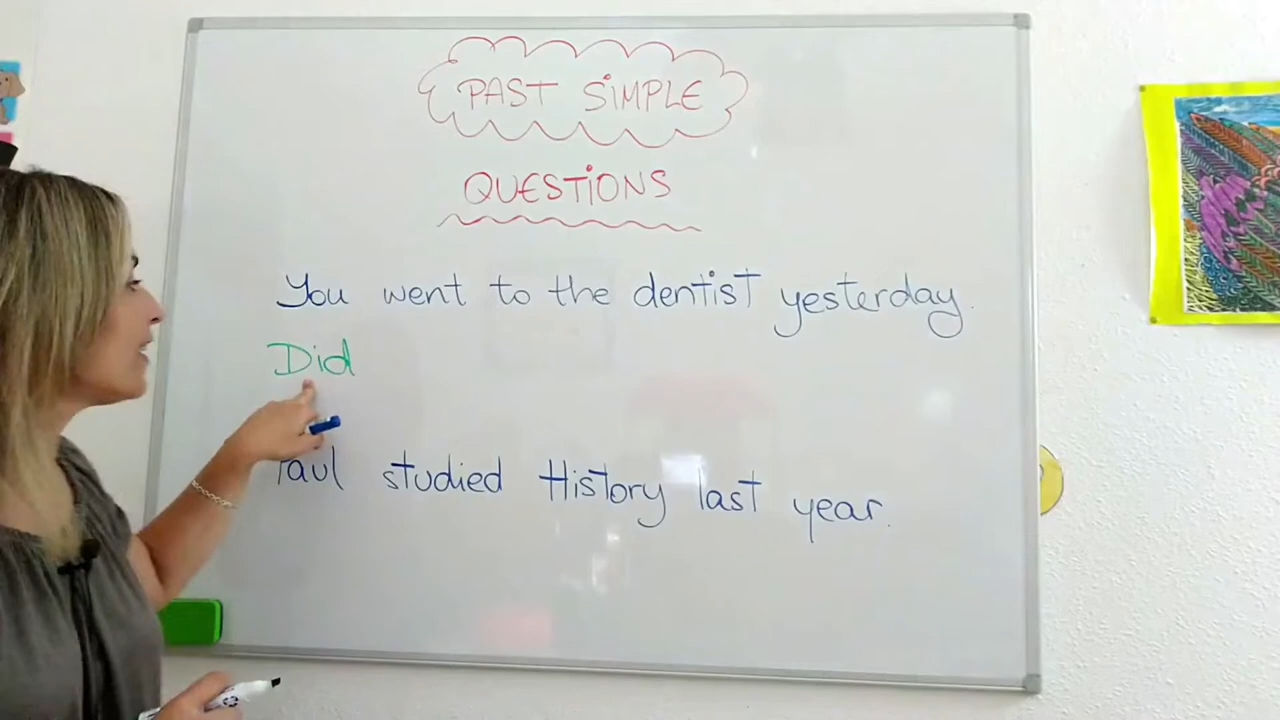 PAST SIMPLE
QUESTIONS
You went to the dentist yesterday.
Did
Paul studied History last year.